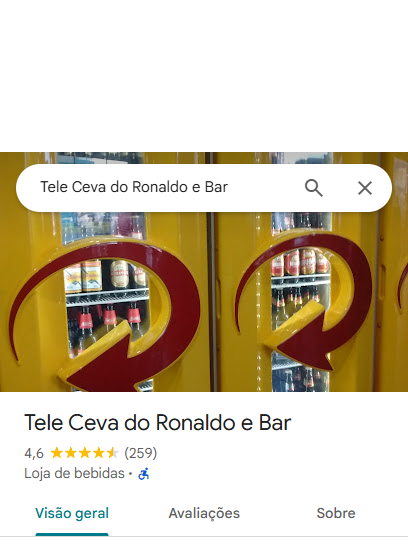 Tele Ceva do Ronaldo e Bar
Tele Ceva do Ronaldo e Bar
4,6 (259)
Loja de bebidas ·
Visão geral Avaliações Sobre